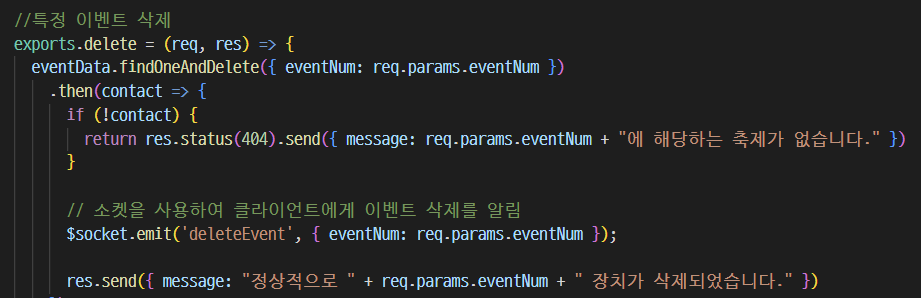 //특정 이벤트 삭제
exports.delete = (req, res) => {
eventData.findOneAndDelete({ eventNum: req.params.eventNum })
.then(contact => {
if (!contact) {
return res.status(404).send({ message: req.params.eventNum + "에 해당하는 축제가 없습니다." })
}
// 소켓을 사용하여 클라이언트에게 이벤트 삭제를 알림
$socket.emit('deleteEvent', { eventNum: req.params.eventNum });
res.send({ message: "정상적으로 " + req.params.eventNum + " 장치가 삭제되었습니다." })